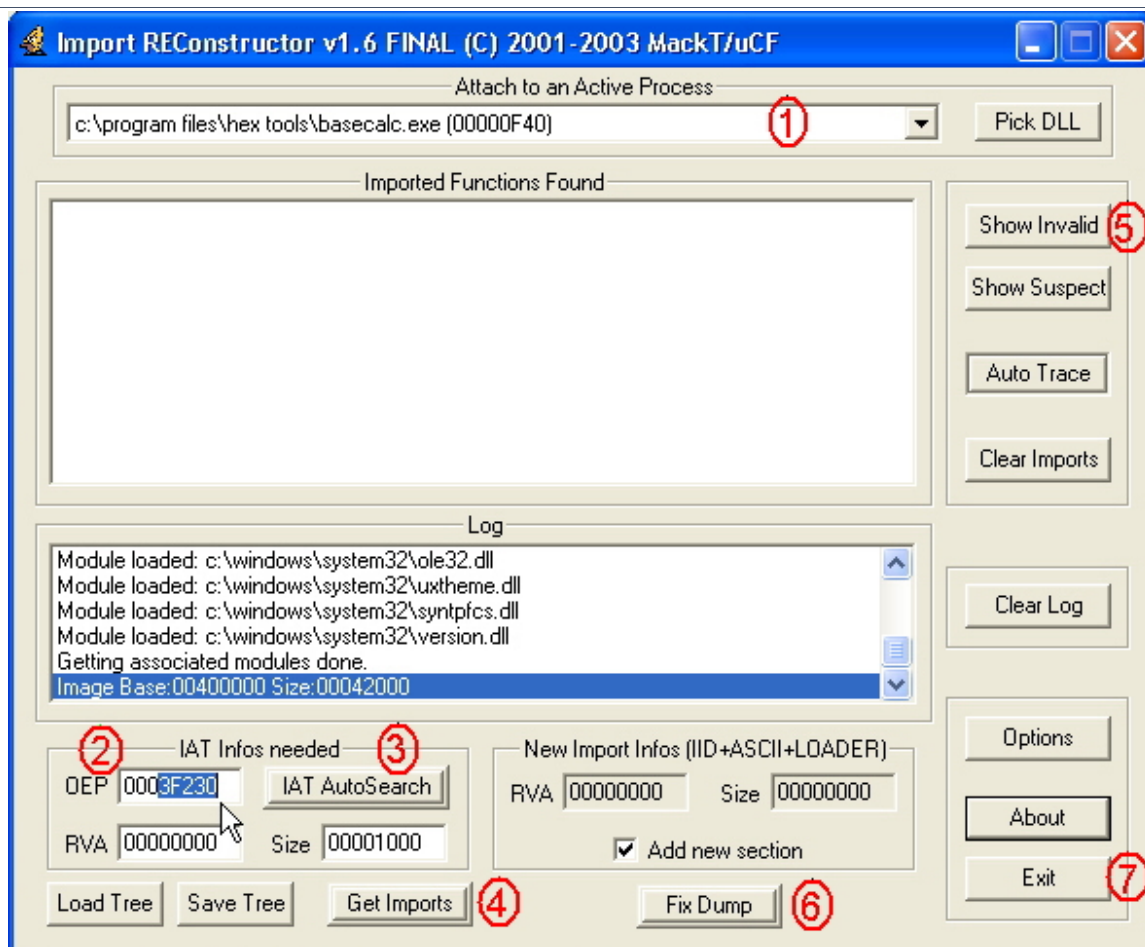 Import REConstructor v1.6 FINAL (C) 2001-2003 MackT/uCF
Attach to an Active Process
c:\program files\hex tools\basecalc.exe (00000F40)
1
Pick DLL
Imported Functions Found
Show Invalid
5
Show Suspect
Auto Trace
Clear Imports
Log
Module loaded: c:\windows\system32\ole32.dll
Module loaded: c:\windows\system32\uxtheme.dll
Module loaded: c:\windows\system32\syntpfcs.dll
Module loaded: c:\windows\system32\version.dll
Getting associated modules done.
Image Base:00400000 Size:00042000
Clear Log
2
IAT Infos needed
3
OEP 0003F230
IAT AutoSearch
RVA 00000000
Size 00001000
New Import Infos (IID+ASCII+LOADER)
RVA 00000000
Size 00000000
Add new section
Options
About
Exit
7
Load Tree
Save Tree
Get Imports
4
Fix Dump
6